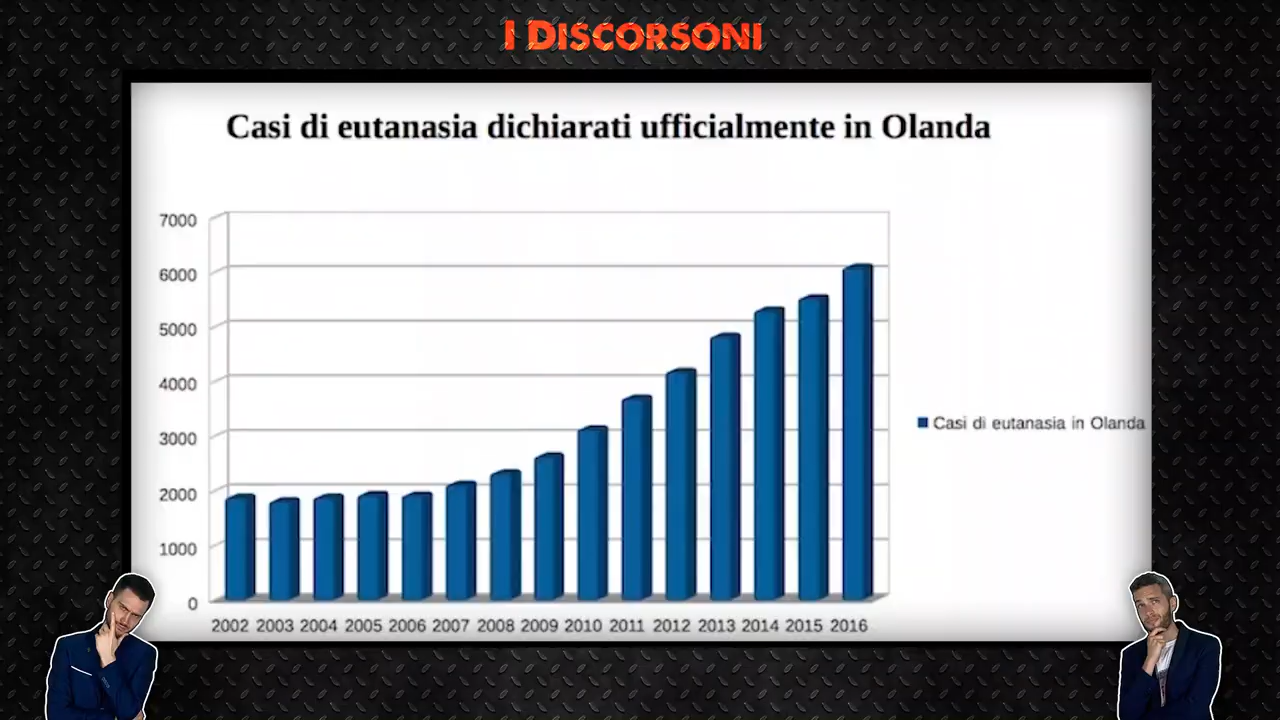 I DISCORSONI
Casi di eutanasia dichiarati ufficialmente in Olanda
7000
6000
5000
4000
3000
2000
1000
0
Casi di eutanasia in Olanda
2002 2003 2004 2005 2006 2007 2008 2009 2010 2011 2012 2013 2014 2015 2016